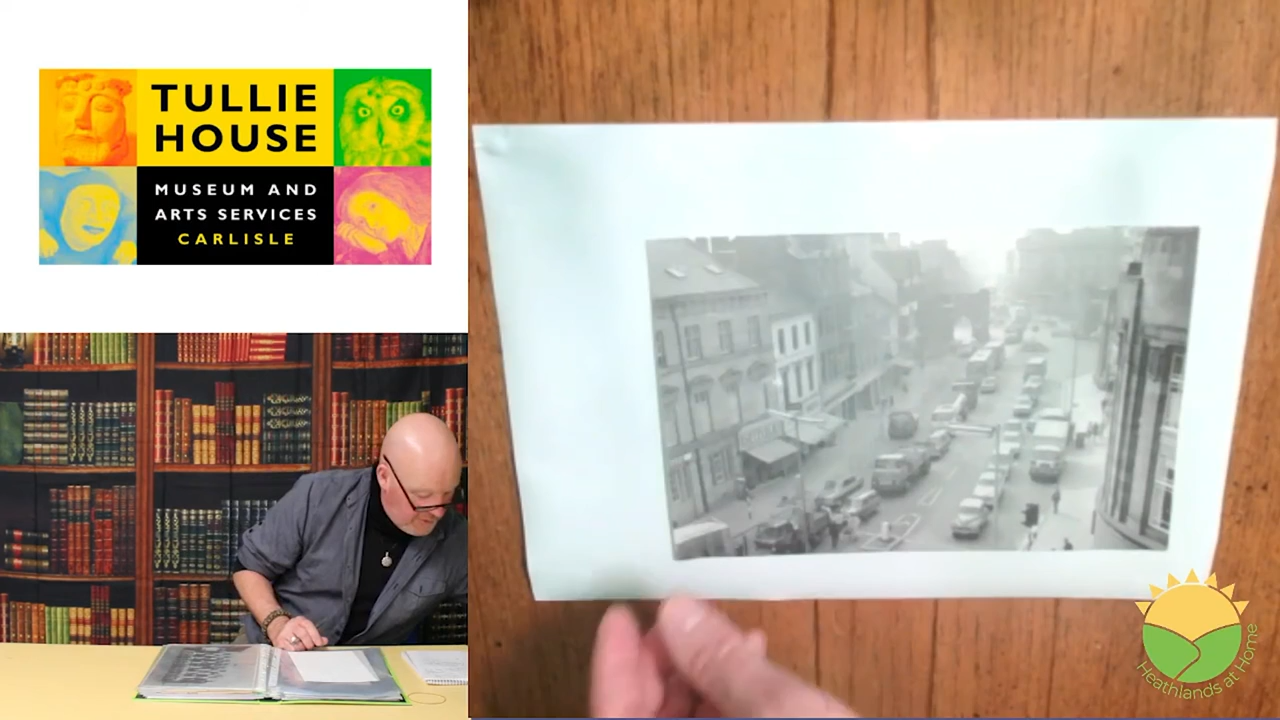 TULLIE
HOUSE
MUSEUM AND
ARTS SERVICES
CARLISLE
Heathlands at Home